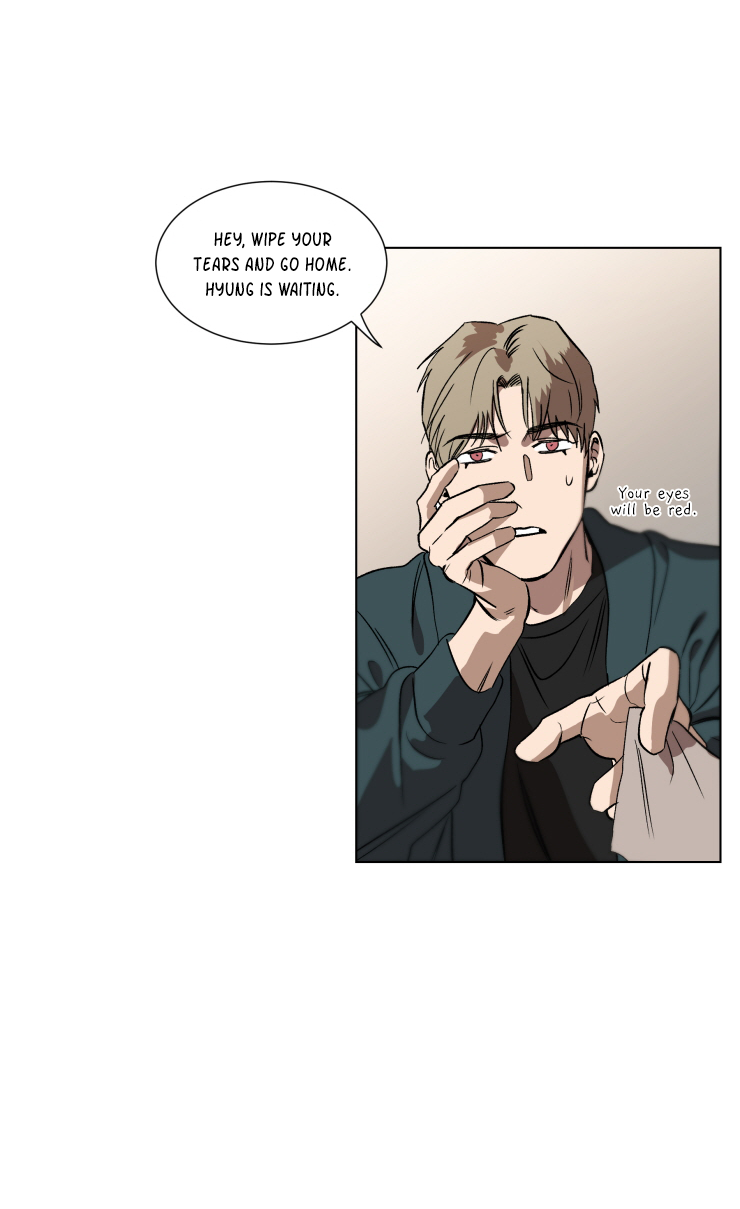 HEY, WIPE YOUR
TEARS AND GO HOME.
HYUNG IS WAITING.
Your eyes
will be red.